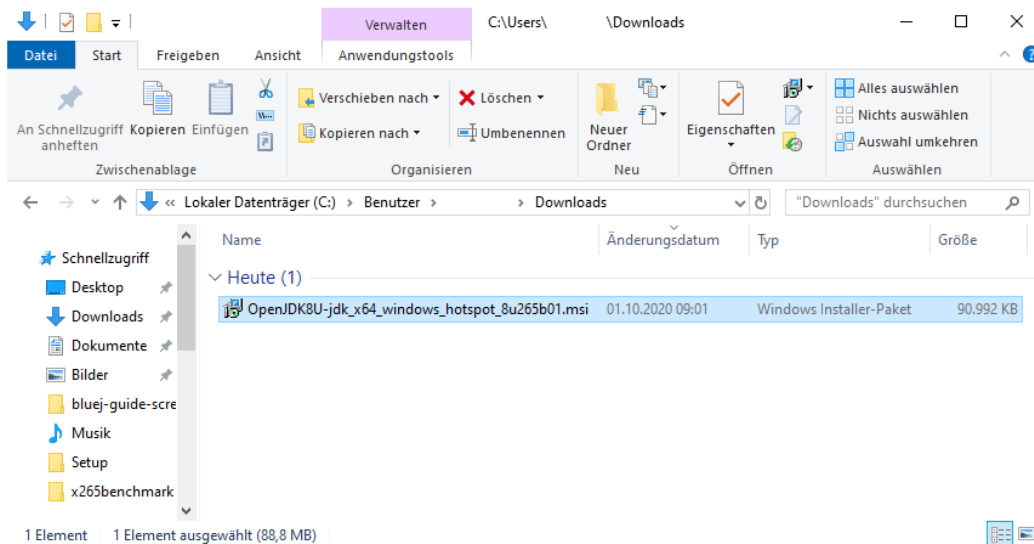 Verwalten C:\Users\ \Downloads
Datei Start Freigeben Ansicht Anwendungstools
An Schnellzugriff anheften
Kopieren
Einfügen
Zwischenablage
Verschieben nach
Kopieren nach
Löschen
Umbenennen
Organisieren
Neuer Ordner
Neu
Eigenschaften
Öffnen
Alles auswählen
Nichts auswählen
Auswahl umkehren
Auswählen
« Lokaler Datenträger (C:) › Benutzer › › Downloads
"Downloads" durchsuchen
Name Änderungsdatum Typ Größe
Heute (1)
OpenJDK8U-jdk_x64_windows_hotspot_8u265b01.msi 01.10.2020 09:01 Windows Installer-Paket 90.992 KB
Schnellzugriff
Desktop
Downloads
Dokumente
Bilder
bluej-guide-scre
Musik
Setup
x265benchmark
1 Element 1 Element ausgewählt (88,8 MB)